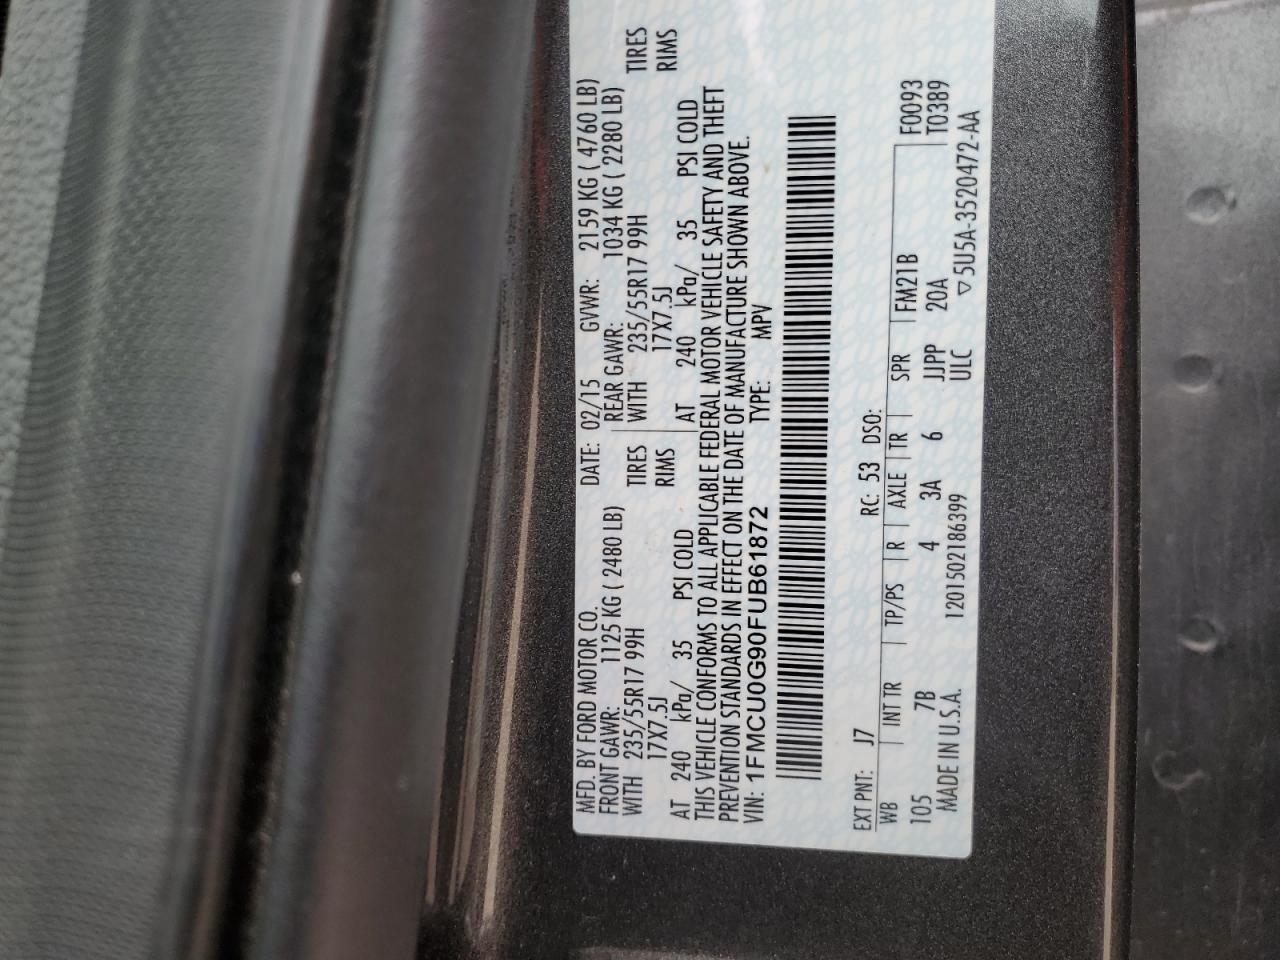 MFD. BY FORD MOTOR CO. DATE: 02/15 GVWR: 2159 KG ( 4760 LB)
FRONT GAWR: 1125 KG ( 2480 LB) REAR GAWR: 1034 KG ( 2280 LB)
WITH 235/55R17 99H TIRES WITH 235/55R17 99H TIRES
17X7.5J RIMS 17X7.5J RIMS
AT 240 kPa/ 35 PSI COLD AT 240 kPa/ 35 PSI COLD
THIS VEHICLE CONFORMS TO ALL APPLICABLE FEDERAL MOTOR VEHICLE SAFETY AND THEFT
PREVENTION STANDARDS IN EFFECT ON THE DATE OF MANUFACTURE SHOWN ABOVE.
VIN: 1FMCU0G90FUB61872 TYPE: MPV
EXT PNT: J7 RC: 53 DSO:
WB INT TR TP/PS R AXLE TR SPR FM21B F0093
105 7B 4 3A 6 JJPP 20A T0389
MADE IN U.S.A. 1201502186399 ULC ▽5U5A-3520472-AA